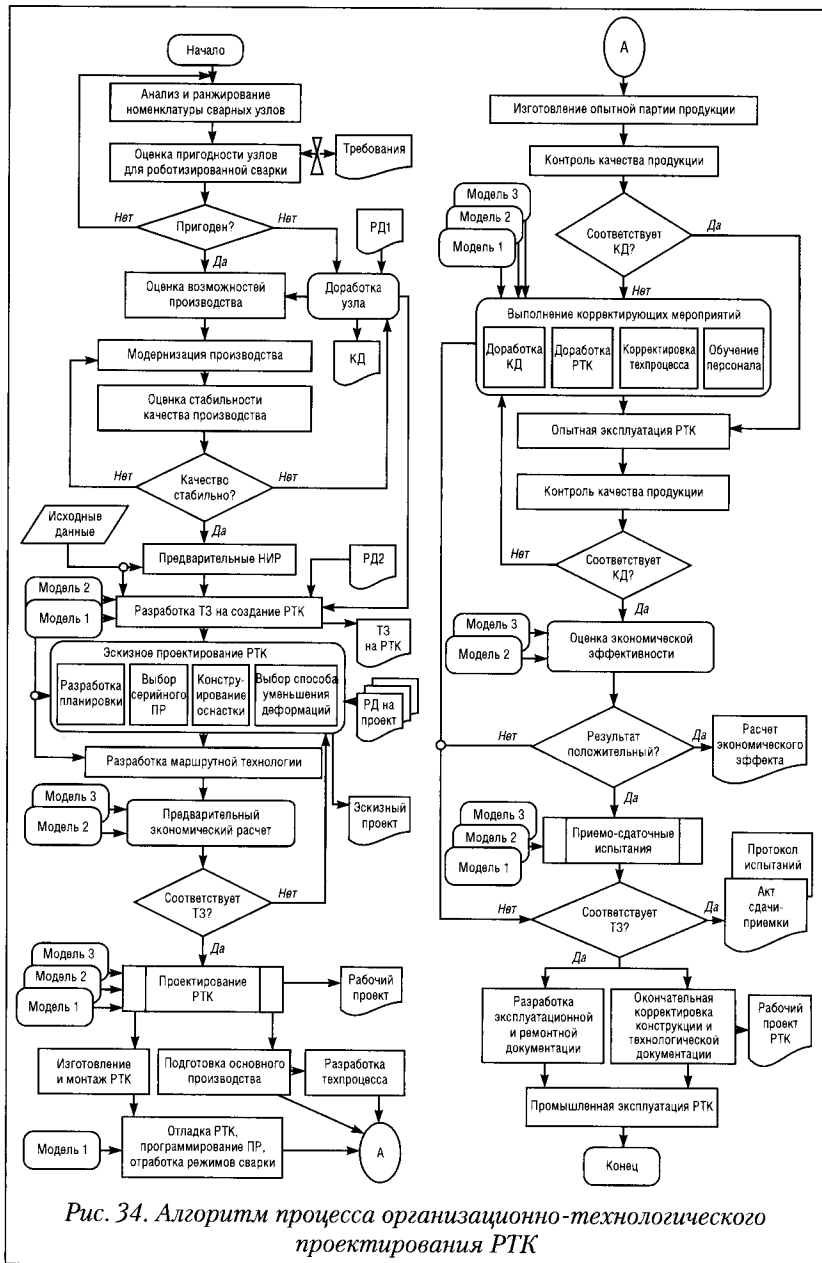 Начало
Анализ и ранжирование
номенклатуры сварных узлов
Оценка пригодности узлов
для роботизированной сварки
Требования
Нет
Пригоден?
Нет
РД1
Да
Оценка возможностей
производства
Доработка
узла
Модернизация производства
КД
Оценка стабильности
качества производства
Нет
Качество
стабильно?
Нет
Исходные
данные
Да
Предварительные НИР
РД2
Модель 2
Модель 1
Разработка ТЗ на создание РТК
ТЗ
на РТК
Эскизное проектирование РТК
Разработка
планировки
Выбор
серийного
ПР
Констру-
ирование
оснастки
Выбор способа
уменьшения
деформаций
РД на
проект
Разработка маршрутной технологии
Модель 3
Модель 2
Предварительный
экономический расчет
Эскизный
проект
Соответствует
ТЗ?
Нет
Да
Модель 3
Модель 2
Модель 1
Проектирование
РТК
Рабочий
проект
Изготовление
и монтаж РТК
Подготовка основного
производства
Разработка
техпроцесса
Модель 1
Отладка РТК,
программирование ПР,
отработка режимов сварки
А
А
Изготовление опытной партии продукции
Контроль качества продукции
Модель 3
Модель 2
Модель 1
Соответствует
КД?
Да
Нет
Выполнение корректирующих мероприятий
Доработка
КД
Доработка
РТК
Корректировка
техпроцесса
Обучение
персонала
Опытная эксплуатация РТК
Контроль качества продукции
Нет
Соответствует
КД?
Да
Модель 3
Модель 2
Оценка экономической
эффективности
Нет
Результат
положительный?
Да
Расчет
экономического
эффекта
Да
Модель 3
Модель 2
Модель 1
Приемо-сдаточные
испытания
Протокол
испытаний
Акт
сдачи-
приемки
Нет
Соответствует
ТЗ?
Да
Да
Разработка
эксплуатационной
и ремонтной
документации
Окончательная
корректировка
конструкции и
технологической
документации
Рабочий
проект
РТК
Промышленная эксплуатация РТК
Конец
Рис. 34. Алгоритм процесса организационно-технологического
проектирования РТК